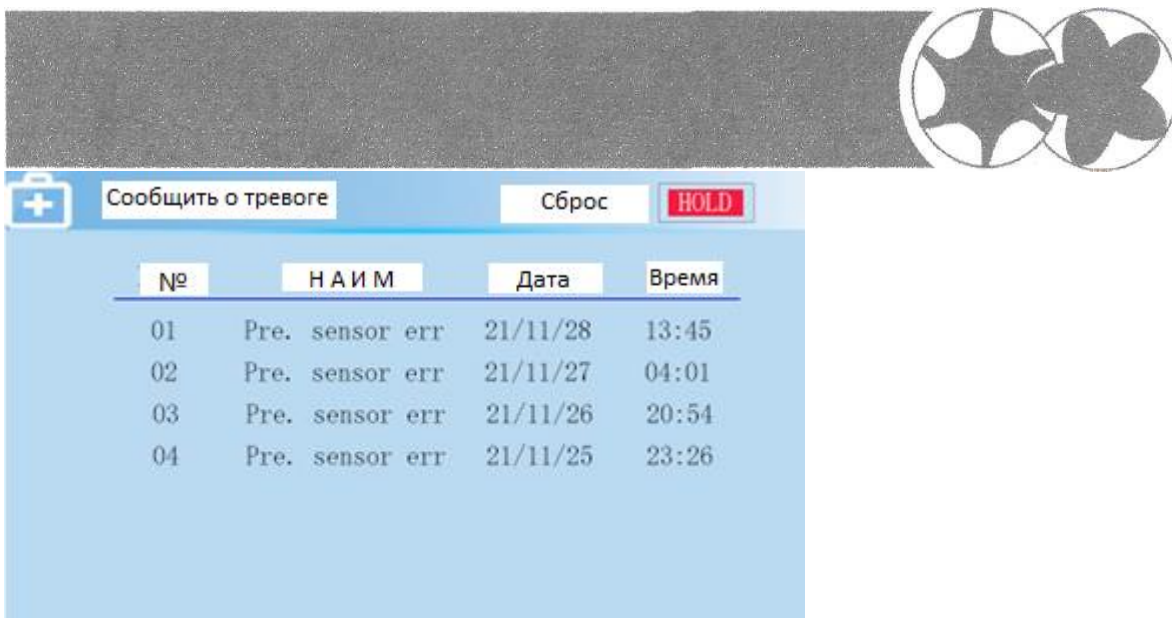 Сообщить о тревоге Сброс HOLD
№ НАИМ Дата Время
01 Pre. sensor err 21/11/28 13:45
02 Pre. sensor err 21/11/27 04:01
03 Pre. sensor err 21/11/26 20:54
04 Pre. sensor err 21/11/25 23:26